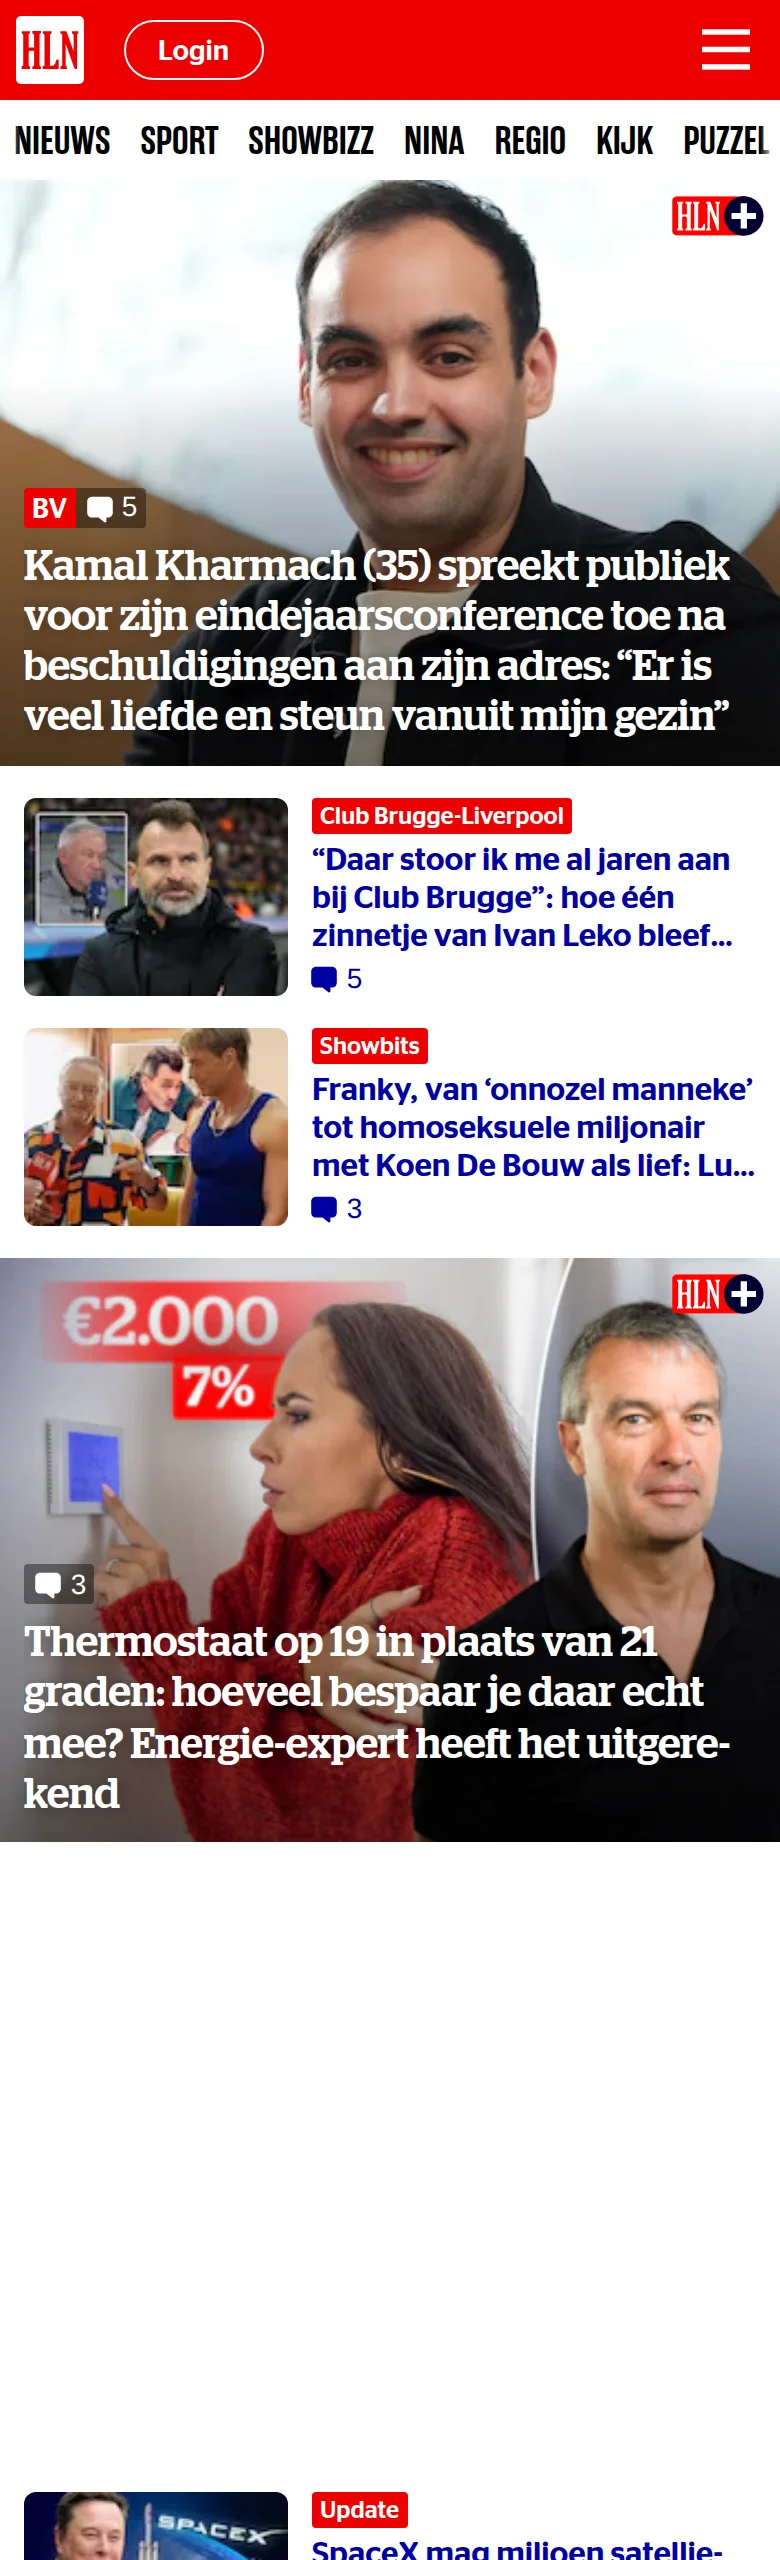 HLN
Login
NIEUWS SPORT SHOWBIZZ NINA REGIO KIJK PUZZEL
HLN+
BV 5
Kamal Kharmach (35) spreekt publiek
voor zijn eindejaarsconference toe na
beschuldigingen aan zijn adres: “Er is
veel liefde en steun vanuit mijn gezin”
Club Brugge-Liverpool
“Daar stoor ik me al jaren aan
bij Club Brugge”: hoe één
zinnetje van Ivan Leko bleef...
5
Showbits
Franky, van ‘onnozel manneke’
tot homoseksuele miljonair
met Koen De Bouw als lief: Lu...
3
HLN+
€2.000
7%
3
Thermostaat op 19 in plaats van 21
graden: hoeveel bespaar je daar echt
mee? Energie-expert heeft het uitgere-
kend
SPACEX
Update
SpaceX mag miljoen satellie-